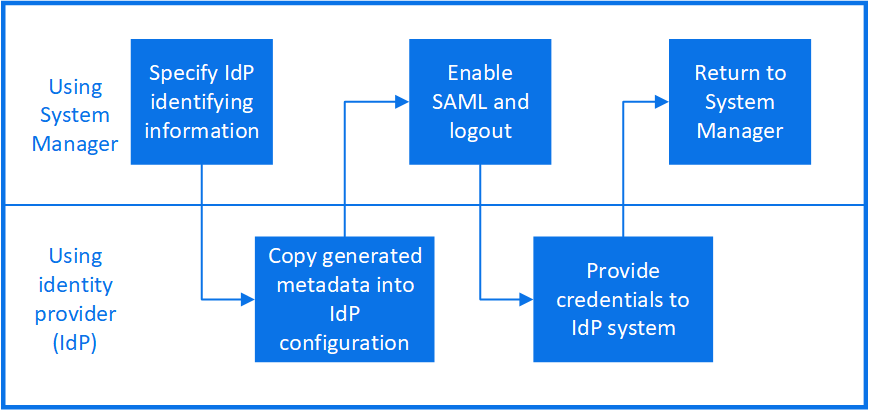 Using
System
Manager
Specify IdP
identifying
information
Enable
SAML and
logout
Return to
System
Manager
Using
identity
provider
(IdP)
Copy generated
metadata into
IdP
configuration
Provide
credentials to
IdP system